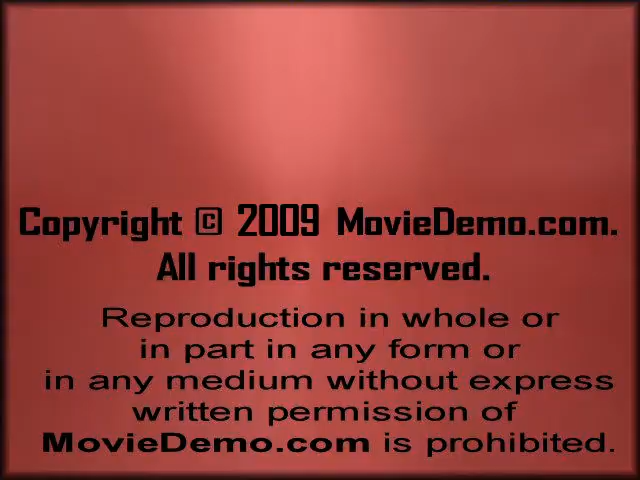 Copyright © 2009 MovieDemo.com.
All rights reserved.
Reproduction in whole or
in part in any form or
in any medium without express
written permission of
MovieDemo.com is prohibited.